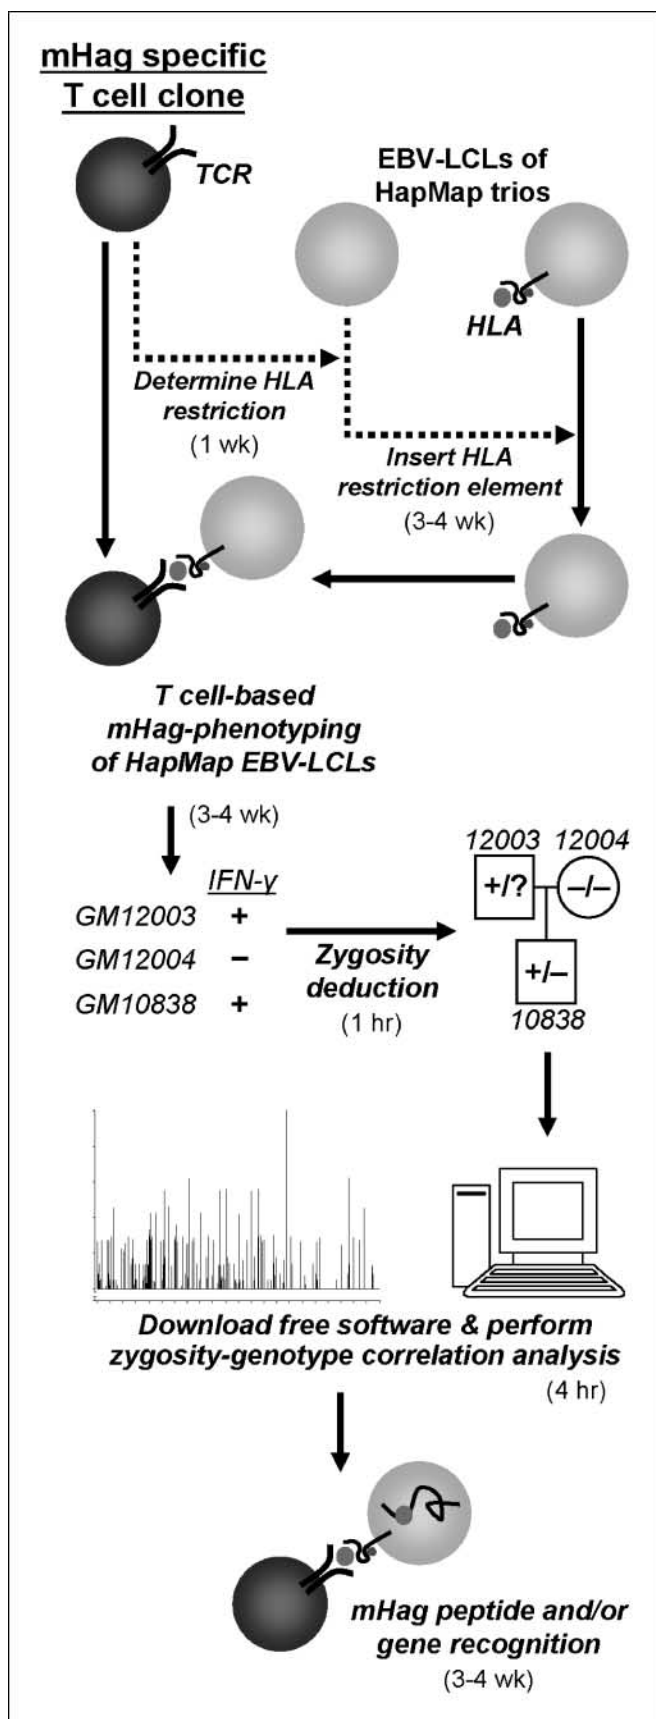 mHag specific
T cell clone
TCR
EBV-LCLs of
HapMap trios
HLA
Determine HLA
restriction
(1 wk)
Insert HLA
restriction element
(3-4 wk)
T cell-based
mHag-phenotyping
of HapMap EBV-LCLs
(3-4 wk)
IFN-γ
GM12003 +
GM12004 –
GM10838 +
Zygosity
deduction
(1 hr)
12003 12004
+/? –/–
+/–
10838
Download free software & perform
zygosity-genotype correlation analysis
(4 hr)
mHag peptide and/or
gene recognition
(3-4 wk)